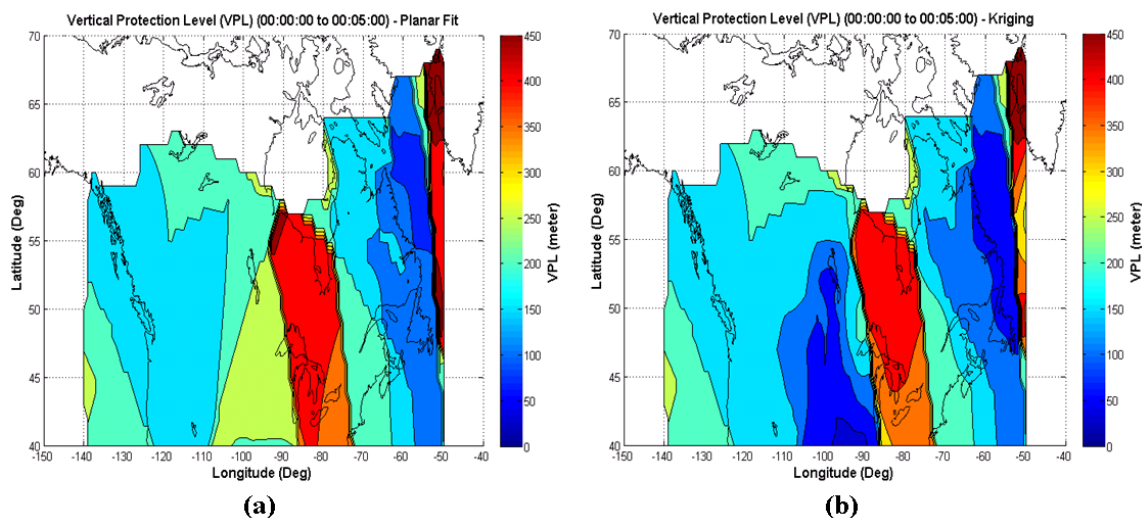 Vertical Protection Level (VPL) (00:00:00 to 00:05:00) - Planar Fit
70
65
60
55
50
45
40
Latitude (Deg)
-150 -140 -130 -120 -110 -100 -90 -80 -70 -60 -50 -40
Longitude (Deg)
450
400
350
300
250
200
150
100
50
0
VPL (meter)
(a)
Vertical Protection Level (VPL) (00:00:00 to 00:05:00) - Kriging
70
65
60
55
50
45
40
Latitude (Deg)
-150 -140 -130 -120 -110 -100 -90 -80 -70 -60 -50 -40
Longitude (Deg)
450
400
350
300
250
200
150
100
50
0
VPL (meter)
(b)